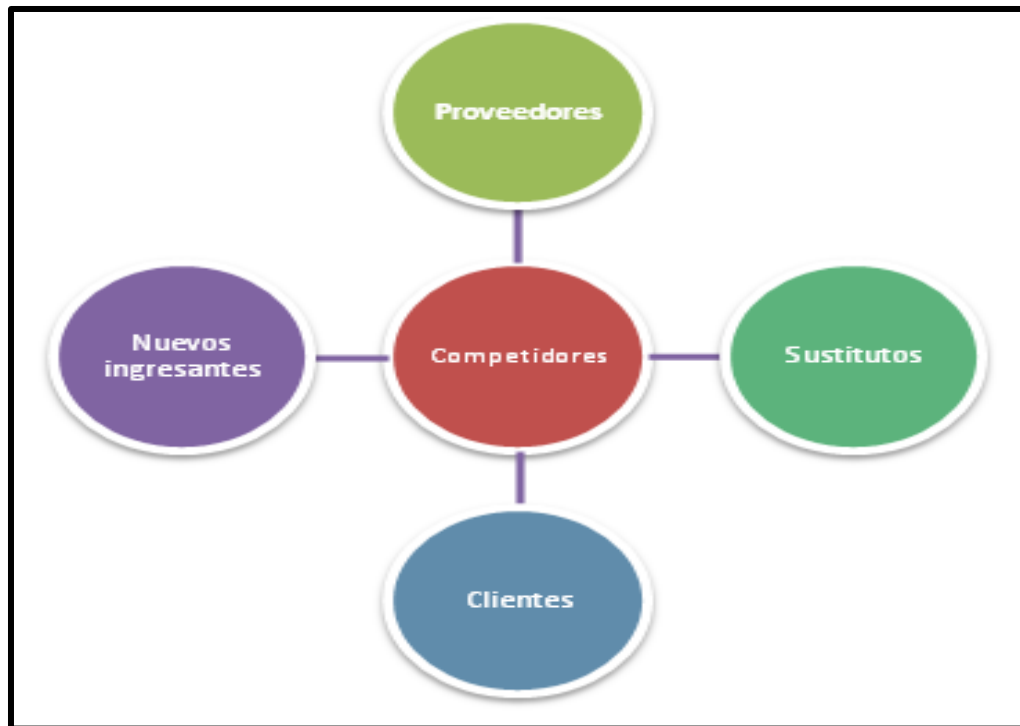 Proveedores
Nuevos
ingresantes
Competidores
Sustitutos
Clientes